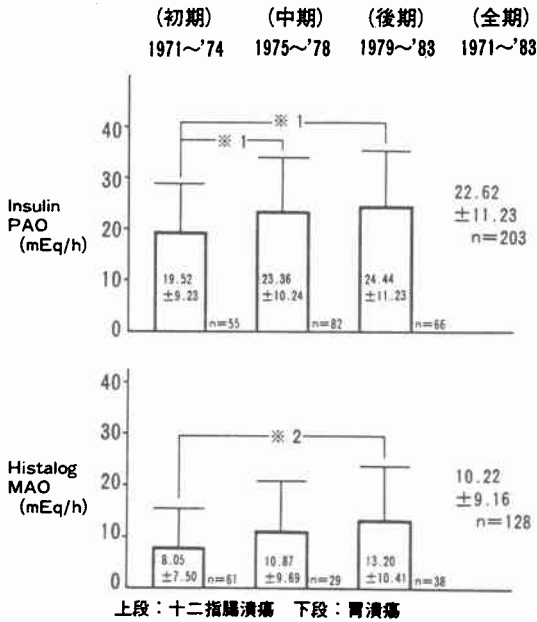 (初期) (中期) (後期) (全期)
1971～'74 1975～'78 1979～'83 1971～'83
40
30
20
10
0
Insulin
PAO
(mEq/h)
※ 1
※ 1
19.52
±9.23
n=55
23.36
±10.24
n=82
24.44
±11.23
n=66
22.62
±11.23
n=203
40
30
20
10
0
Histalog
MAO
(mEq/h)
※ 2
8.05
±7.50
n=61
10.87
±9.69
n=29
13.20
±10.41
n=38
10.22
±9.16
n=128
上段：十二指腸潰瘍 下段：胃潰瘍